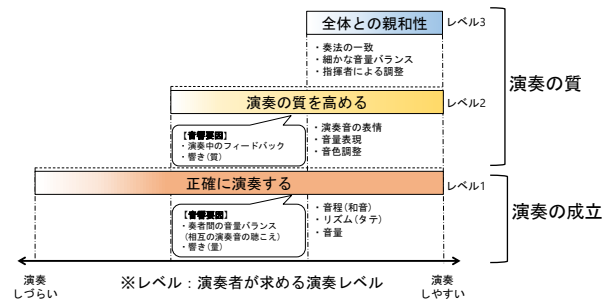 全体との親和性
レベル3
・奏法の一致
・細かな音量バランス
・指揮者による調整
演奏の質
演奏の質を高める
レベル2
【音響要因】
・演奏中のフィードバック
・響き(質)
・演奏音の表情
・音量表現
・音色調整
正確に演奏する
レベル1
【音響要因】
・奏者間の音量バランス
(相互の演奏音の聴こえ)
・響き(量)
・音程(和音)
・リズム(タテ)
・音量
演奏の成立
演奏
しづらい
※レベル:演奏者が求める演奏レベル
演奏
しやすい